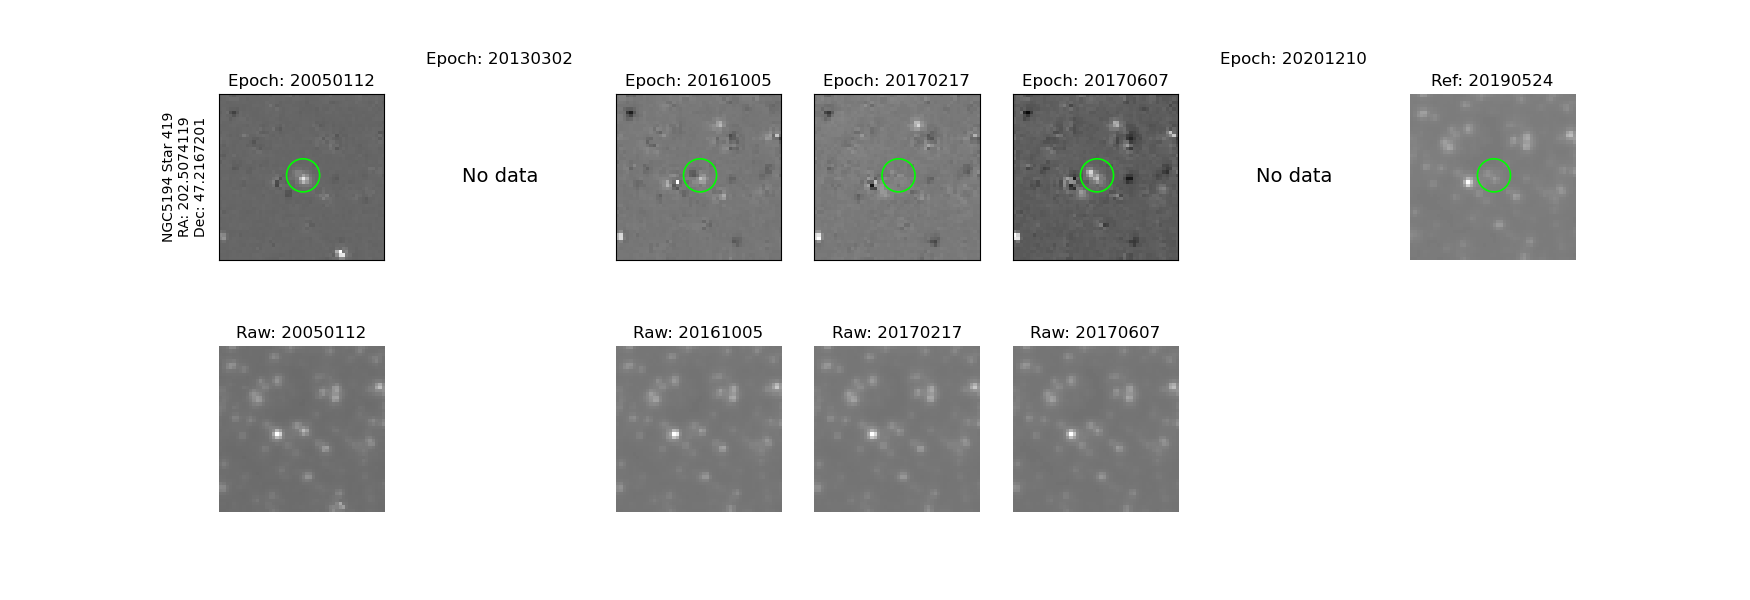 Epoch: 20130302
Epoch: 20201210
Epoch: 20050112
Epoch: 20161005
Epoch: 20170217
Epoch: 20170607
Ref: 20190524
NGC5194 Star 419
RA: 202.5074119
Dec: 47.2167201
No data
No data
Raw: 20050112
Raw: 20161005
Raw: 20170217
Raw: 20170607